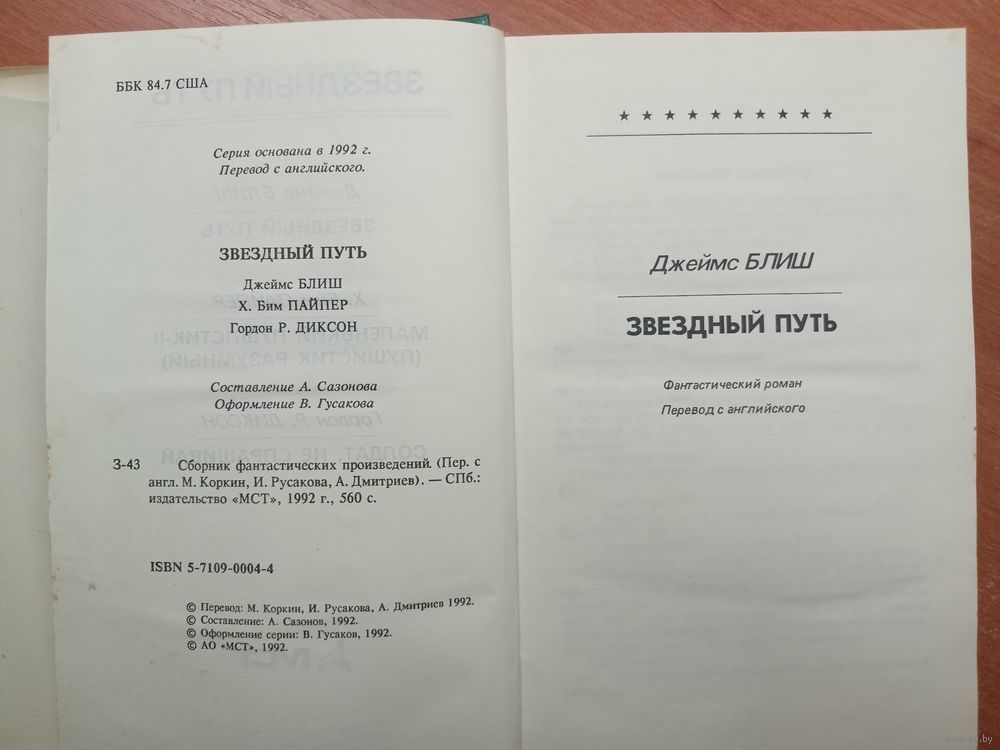 ББК 84.7 США
Серия основана в 1992 г.
Перевод с английского.
ЗВЕЗДНЫЙ ПУТЬ
Джеймс БЛИШ
Х. Бим ПАЙПЕР
Гордон Р. ДИКСОН
Составление А. Сазонова
Оформление В. Гусакова
З-43 Сборник фантастических произведений. (Пер. с
англ. М. Коркин, И. Русакова, А. Дмитриев). — СПб.:
издательство «МСТ», 1992 г., 560 с.
ISBN 5-7109-0004-4
© Перевод: М. Коркин, И. Русакова, А. Дмитриев 1992.
© Составление: А. Сазонов, 1992.
© Оформление серии: В. Гусаков, 1992.
© АО «МСТ», 1992.
★ ★ ★ ★ ★ ★ ★ ★ ★ ★
Джеймс БЛИШ
ЗВЕЗДНЫЙ ПУТЬ
Фантастический роман
Перевод с английского